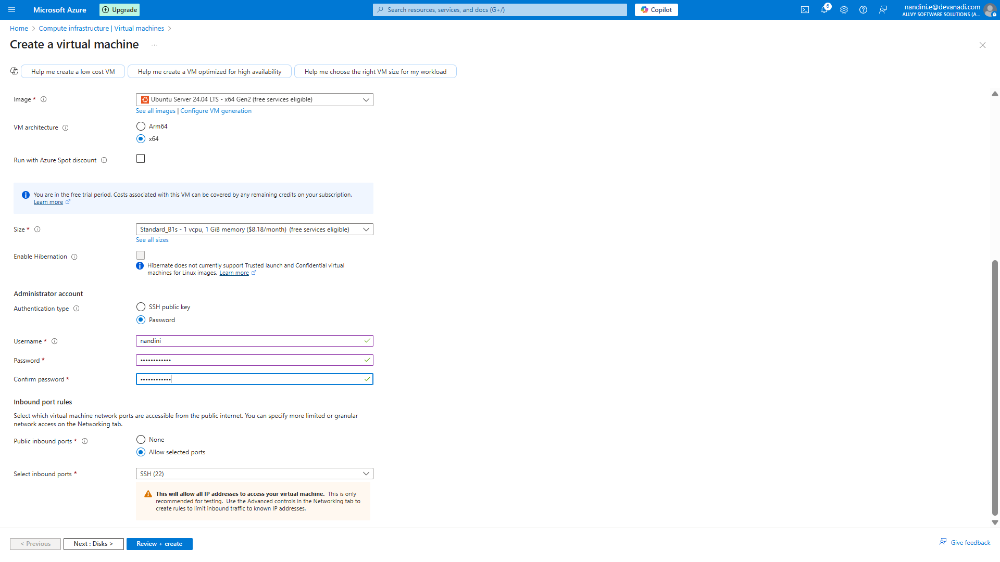 Microsoft Azure
Upgrade
Search resources, services, and docs (G+/)
Copilot
6
nandini.e@devanadi.com
ALLVY SOFTWARE SOLUTIONS (A...
Home > Compute infrastructure | Virtual machines >
Create a virtual machine ...
Help me create a low cost VM
Help me create a VM optimized for high availability
Help me choose the right VM size for my workload
Image *
Ubuntu Server 24.04 LTS - x64 Gen2 (free services eligible)
See all images | Configure VM generation
VM architecture
Arm64
x64
Run with Azure Spot discount
You are in the free trial period. Costs associated with this VM can be covered by any remaining credits on your subscription.
Learn more
Size *
Standard_B1s - 1 vcpu, 1 GiB memory ($8.18/month) (free services eligible)
See all sizes
Enable Hibernation
Hibernate does not currently support Trusted launch and Confidential virtual
machines for Linux images. Learn more
Administrator account
Authentication type
SSH public key
Password
Username *
nandini
Password *
••••••••••••
Confirm password *
••••••••••••
Inbound port rules
Select which virtual machine network ports are accessible from the public internet. You can specify more limited or granular
network access on the Networking tab.
Public inbound ports *
None
Allow selected ports
Select inbound ports *
SSH (22)
This will allow all IP addresses to access your virtual machine. This is only
recommended for testing. Use the Advanced controls in the Networking tab to
create rules to limit inbound traffic to known IP addresses.
< Previous
Next : Disks >
Review + create
Give feedback